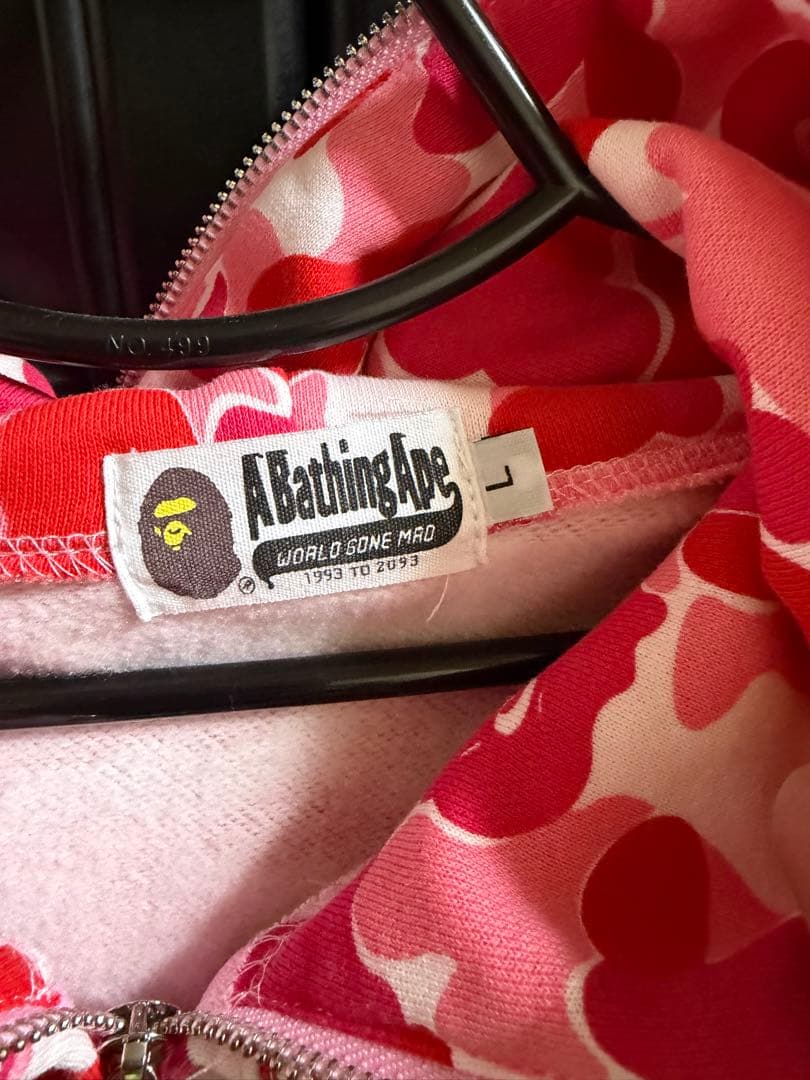 NO. 499
A Bathing Ape
L
WORLD GONE MAD
1993 TO 2093